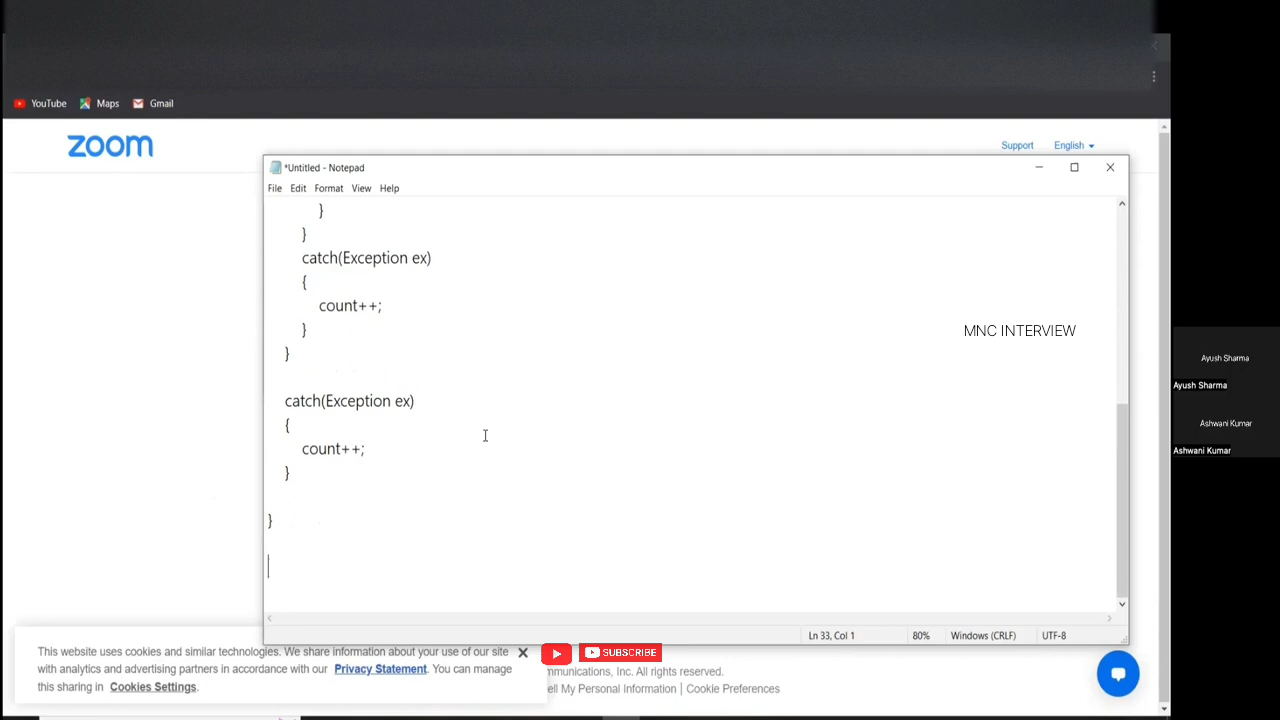 YouTube
Maps
Gmail
zoom
Support
English
*Untitled - Notepad
File
Edit
Format
View
Help
}
}
catch(Exception ex)
{
count++;
}
}
catch(Exception ex)
{
count++;
}
}
MNC INTERVIEW
Ayush Sharma
Ayush Sharma
Ashwani Kumar
Ashwani Kumar
Ln 33, Col 1
80%
Windows (CRLF)
UTF-8
This website uses cookies and similar technologies. We share information about your use of our site
with analytics and advertising partners in accordance with our Privacy Statement. You can manage
this sharing in Cookies Settings.
SUBSCRIBE
Inc. All rights reserved.
My Personal Information | Cookie Preferences